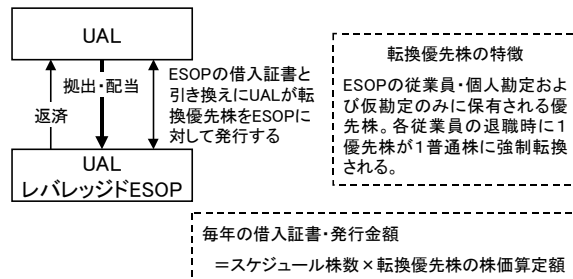 UAL
拠出・配当
返済
ESOPの借入証書と
引き換えにUALが転
換優先株をESOPに
対して発行する
UAL
レバレッジドESOP
転換優先株の特徴
ESOPの従業員・個人勘定およ
び仮勘定のみに保有される優
先株。各従業員の退職時に1
優先株が1普通株に強制転換
される。
毎年の借入証書・発行金額
＝スケジュール株数×転換優先株の株価算定額